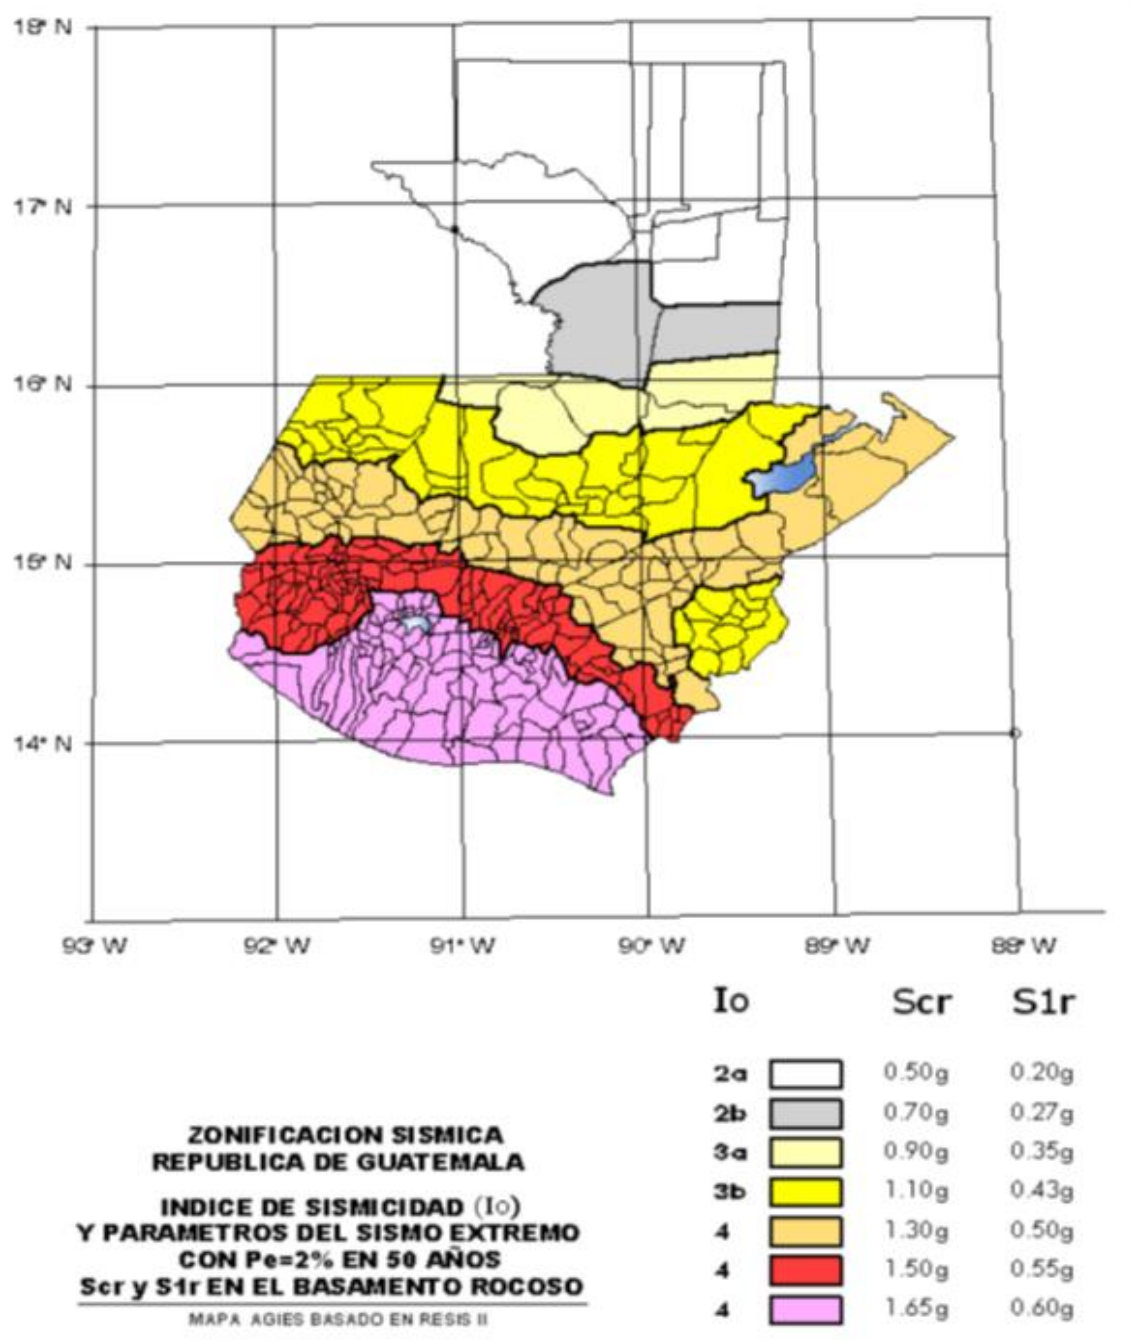 18° N
17° N
16° N
15° N
14° N
93° W 92° W 91° W 90° W 89° W 88° W
Io Scr S1r
2a 0.50g 0.20g
2b 0.70g 0.27g
3a 0.90g 0.35g
3b 1.10g 0.43g
4 1.30g 0.50g
4 1.50g 0.55g
4 1.65g 0.60g
ZONIFICACION SISMICA
REPUBLICA DE GUATEMALA
INDICE DE SISMICIDAD (Io)
Y PARAMETROS DEL SISMO EXTREMO
CON Pe=2% EN 50 AÑOS
Scr y S1r EN EL BASAMENTO ROCOSO
MAPA AGIES BASADO EN RESIS II